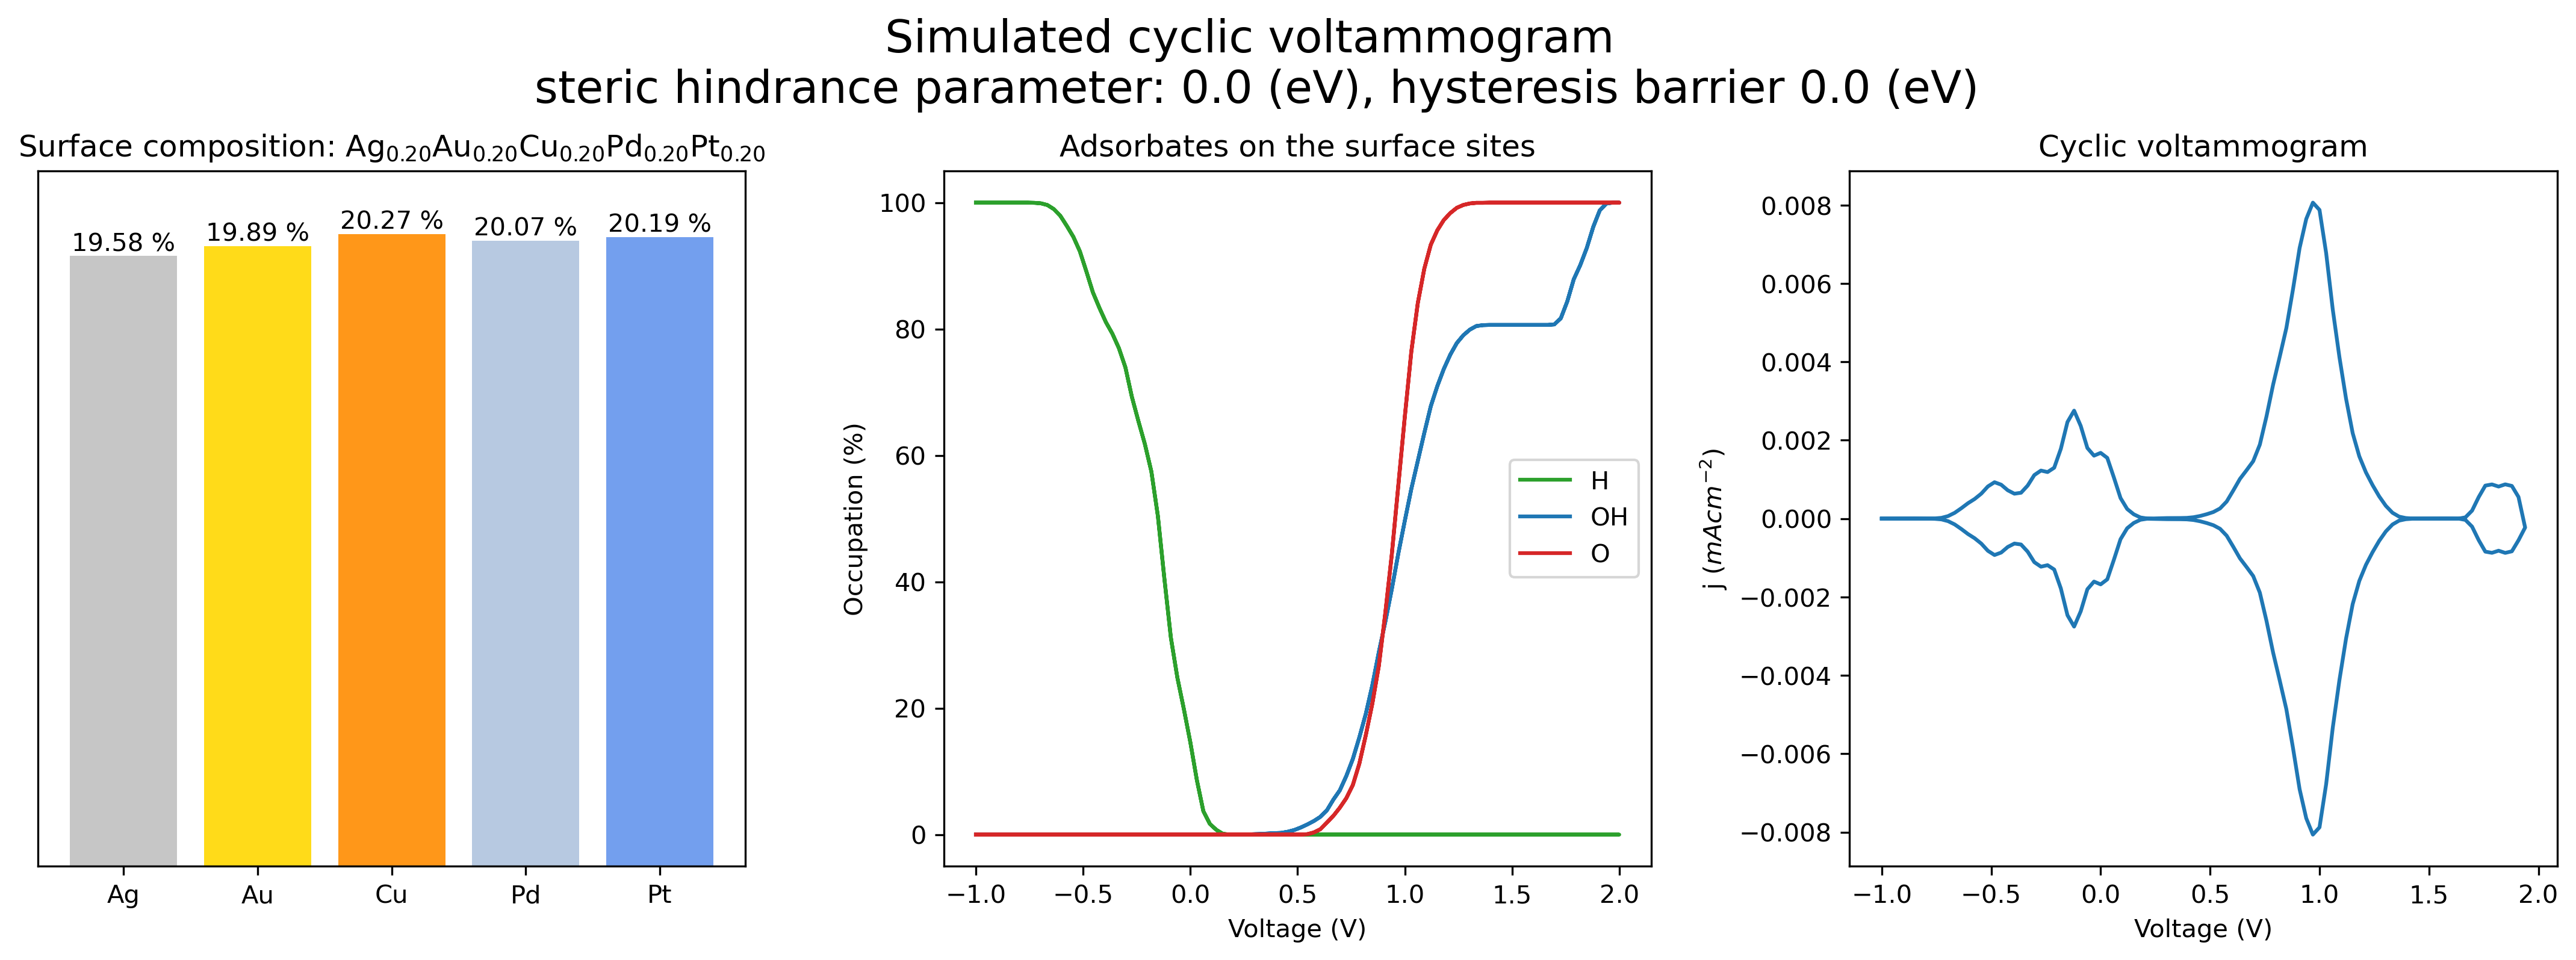 Simulated cyclic voltammogram
steric hindrance parameter: 0.0 (eV), hysteresis barrier 0.0 (eV)
Surface composition: Ag0.20Au0.20Cu0.20Pd0.20Pt0.20
19.58 %
19.89 %
20.27 %
20.07 %
20.19 %
Ag
Au
Cu
Pd
Pt
Adsorbates on the surface sites
Occupation (%)
100
80
60
40
20
0
H
OH
O
−1.0
−0.5
0.0
0.5
1.0
1.5
2.0
Voltage (V)
Cyclic voltammogram
j (mAcm−2)
0.008
0.006
0.004
0.002
0.000
−0.002
−0.004
−0.006
−0.008
−1.0
−0.5
0.0
0.5
1.0
1.5
2.0
Voltage (V)